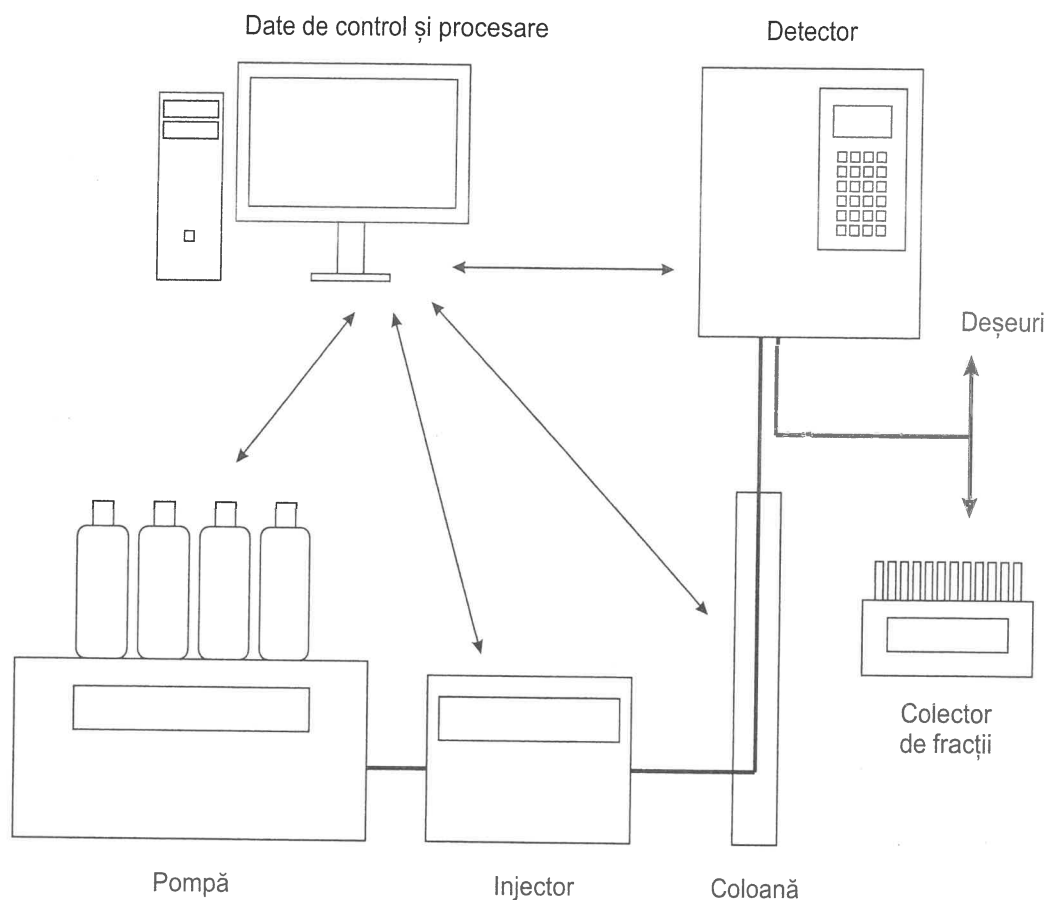 Date de control și procesare
Detector
Deșeuri
Colector
de fracții
Pompă
Injector
Coloană